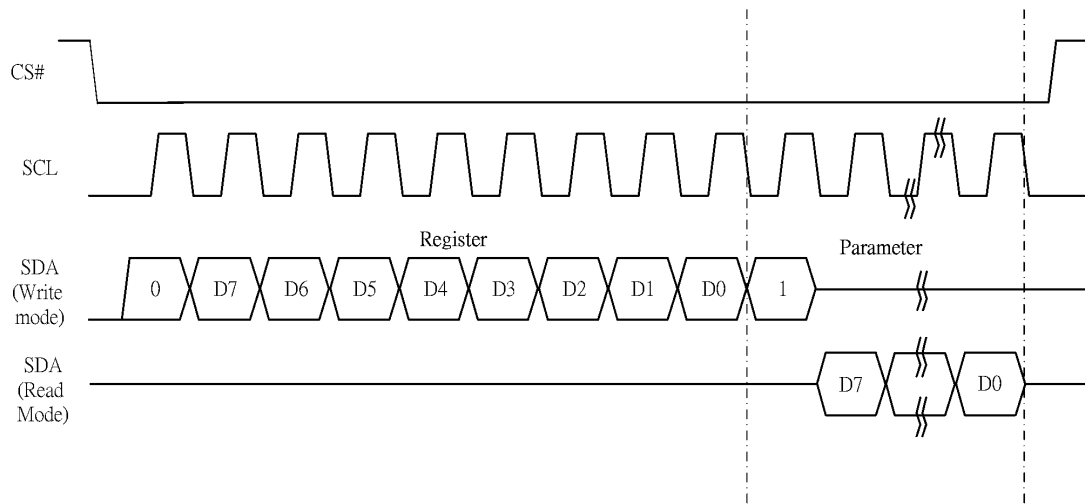 CS#
SCL
Register
Parameter
SDA
(Write
mode)
0 D7 D6 D5 D4 D3 D2 D1 D0 1
SDA
(Read
Mode)
D7 D0